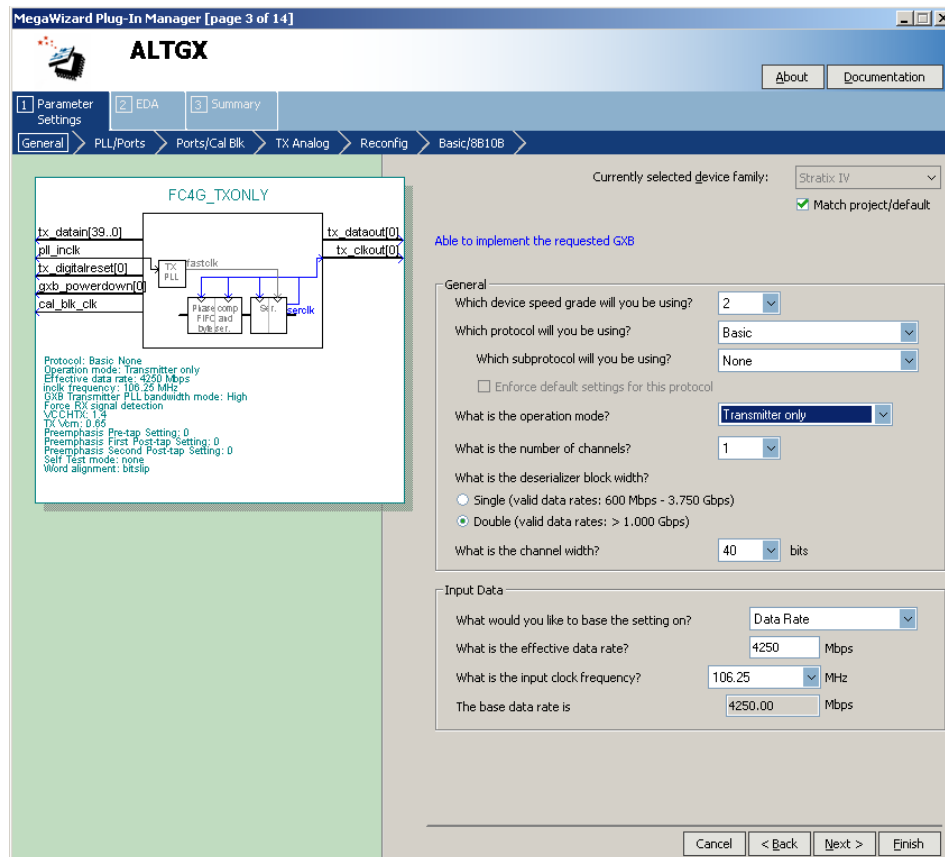 MegaWizard Plug-In Manager [page 3 of 14]
ALTGX
About
Documentation
1 Parameter Settings
2 EDA
3 Summary
General
PLL/Ports
Ports/Cal Blk
TX Analog
Reconfig
Basic/8B10B
FC4G_TXONLY
tx_datain[39..0]
pll_inclk
tx_digitalreset[0]
gxb_powerdown[0]
cal_blk_clk
tx_dataout[0]
tx_clkout[0]
TX PLL
fastclk
Phase comp FIFO and byte ser.
Ser.
serclk
Protocol: Basic None
Operation mode: Transmitter only
Effective data rate: 4250 Mbps
inclk frequency: 106.25 MHz
GXB Transmitter PLL bandwidth mode: High
Force RX signal detection
VCCHTX: 1.4
TX Vcm: 0.65
Preemphasis Pre-tap Setting: 0
Preemphasis First Post-tap Setting: 0
Preemphasis Second Post-tap Setting: 0
Self Test mode: none
Word alignment: bitslip
Currently selected device family:
Stratix IV
Match project/default
Able to implement the requested GXB
General
Which device speed grade will you be using?
2
Which protocol will you be using?
Basic
Which subprotocol will you be using?
None
Enforce default settings for this protocol
What is the operation mode?
Transmitter only
What is the number of channels?
1
What is the deserializer block width?
Single (valid data rates: 600 Mbps - 3.750 Gbps)
Double (valid data rates: > 1.000 Gbps)
What is the channel width?
40 bits
Input Data
What would you like to base the setting on?
Data Rate
What is the effective data rate?
4250 Mbps
What is the input clock frequency?
106.25 MHz
The base data rate is
4250.00 Mbps
Cancel
< Back
Next >
Finish